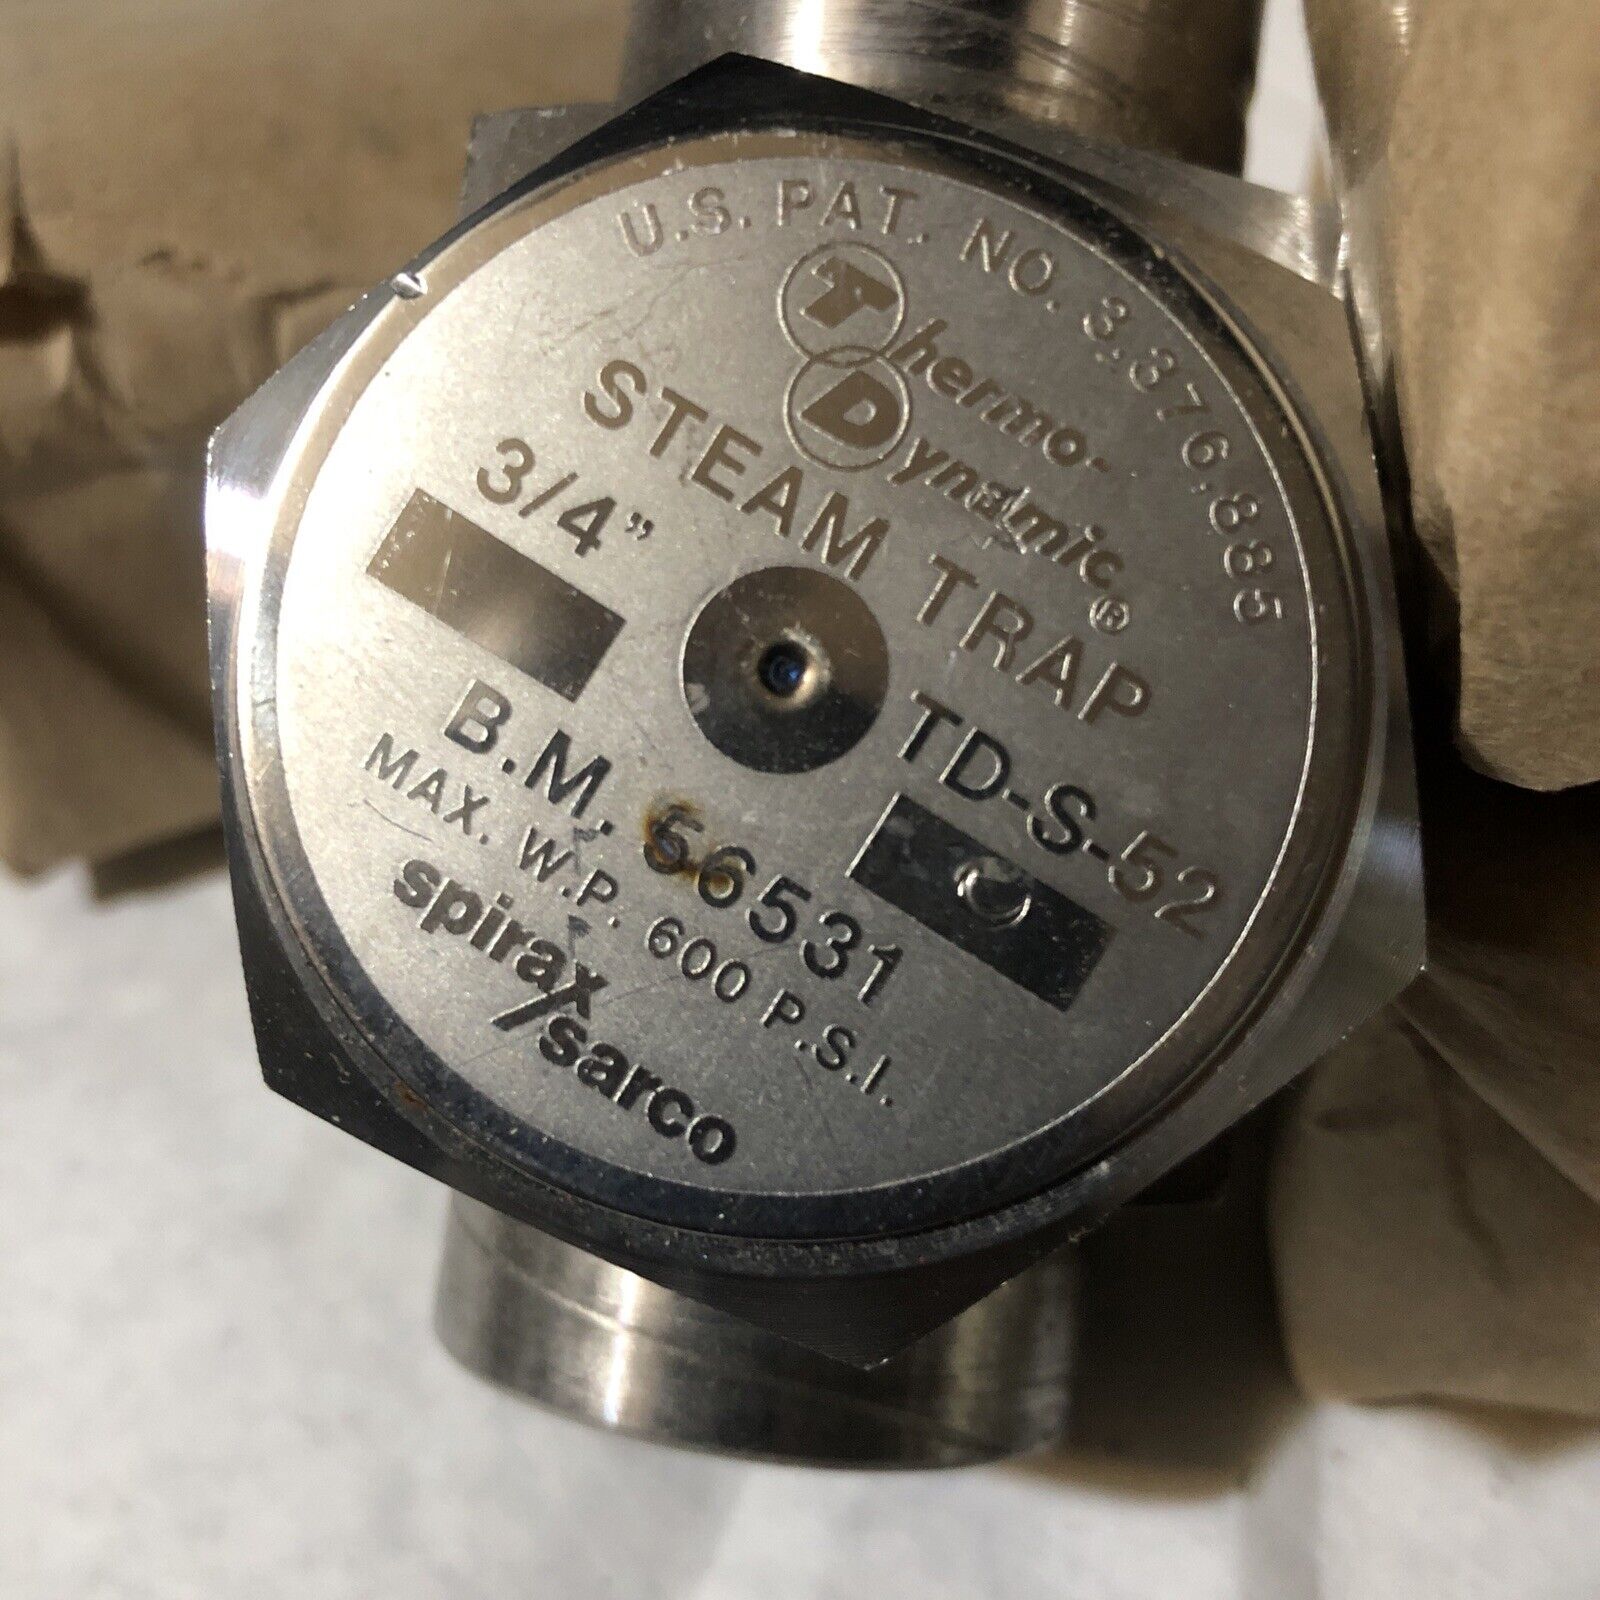 U.S. PAT. NO. 3,376,885
Thermo-
Dynamic®
STEAM TRAP
3/4” TD-S-52
B.M. 56531
MAX. W.P. 600 P.S.I.
spirax/sarco